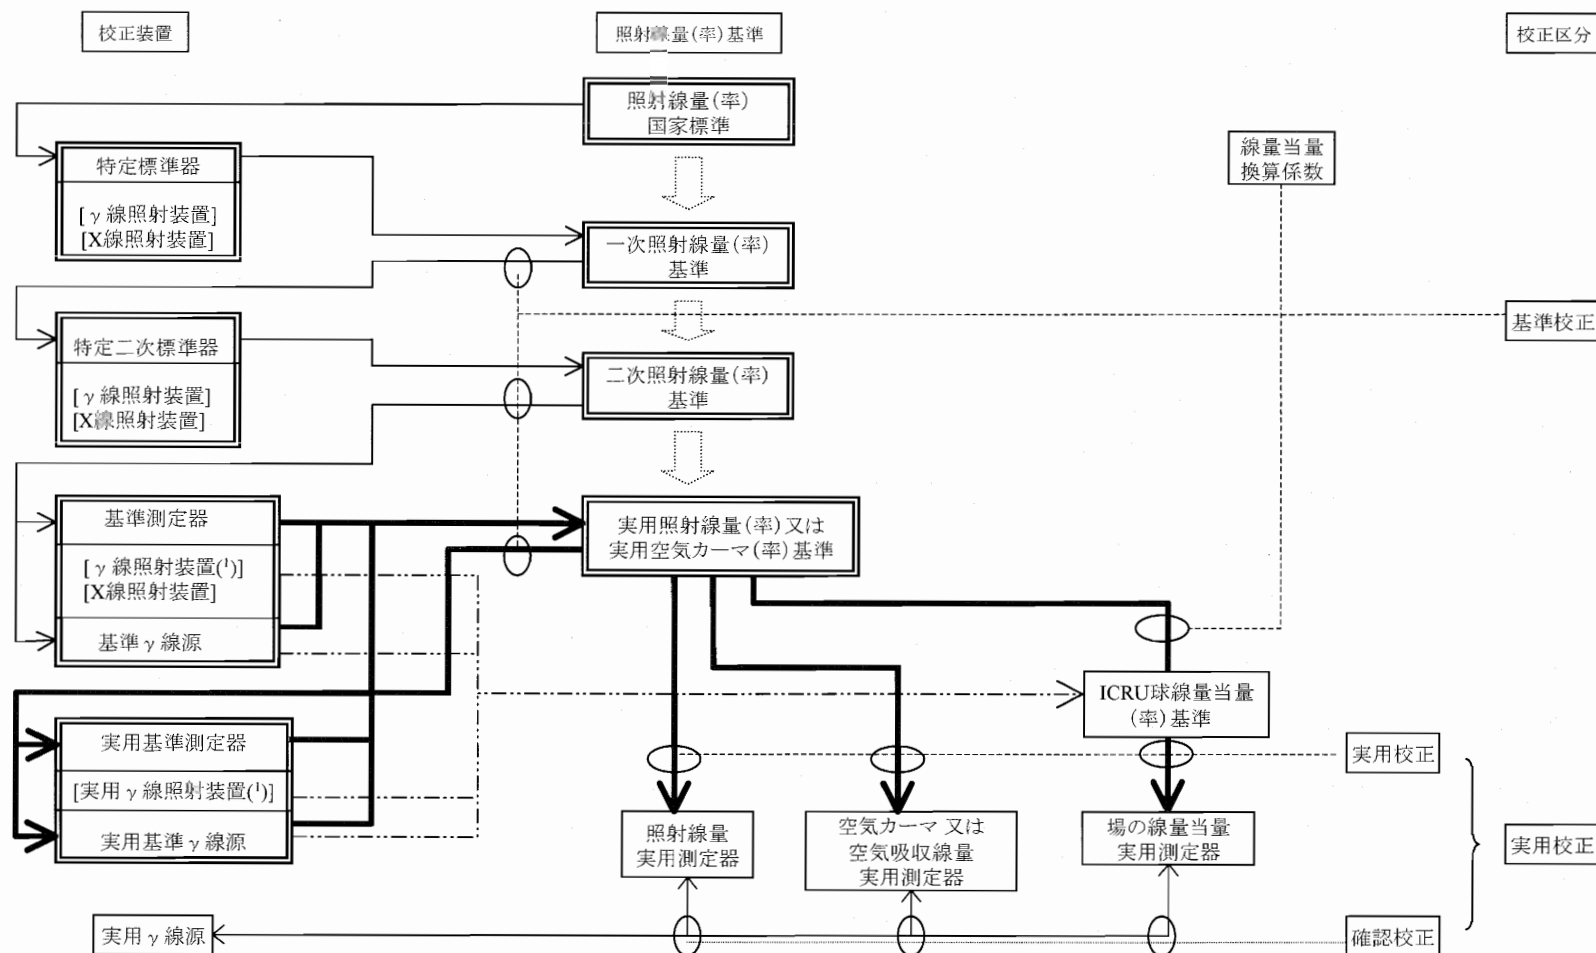 校正装置
照射線量(率)基準
校正区分
照射線量(率)
国家標準
特定標準器
[γ線照射装置]
[X線照射装置]
線量当量
換算係数
一次照射線量(率)
基準
特定二次標準器
[γ線照射装置]
[X線照射装置]
基準校正
二次照射線量(率)
基準
基準測定器
[γ線照射装置(¹)]
[X線照射装置]
基準γ線源
実用照射線量(率)又は
実用空気カーマ(率)基準
ICRU球線量当量
(率)基準
実用基準測定器
[実用γ線照射装置(¹)]
実用基準γ線源
実用校正
照射線量
実用測定器
空気カーマ 又は
空気吸収線量
実用測定器
場の線量当量
実用測定器
実用校正
実用γ線源
確認校正